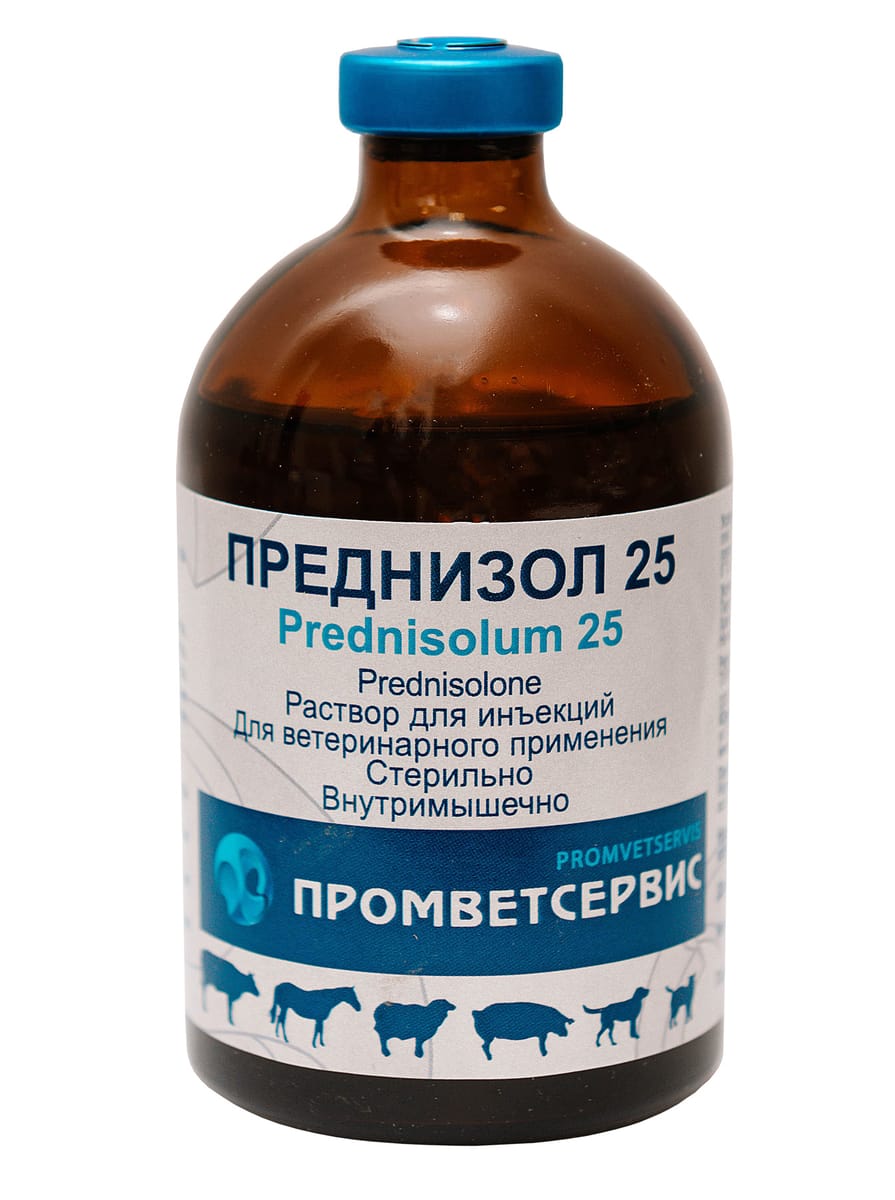 ПРЕДНИЗОЛ 25
Prednisolum 25
Prednisolone
Раствор для инъекций
Для ветеринарного применения
Стерильно
Внутримышечно
PROMVETSERVIS
ПРОМВЕТСЕРВИС